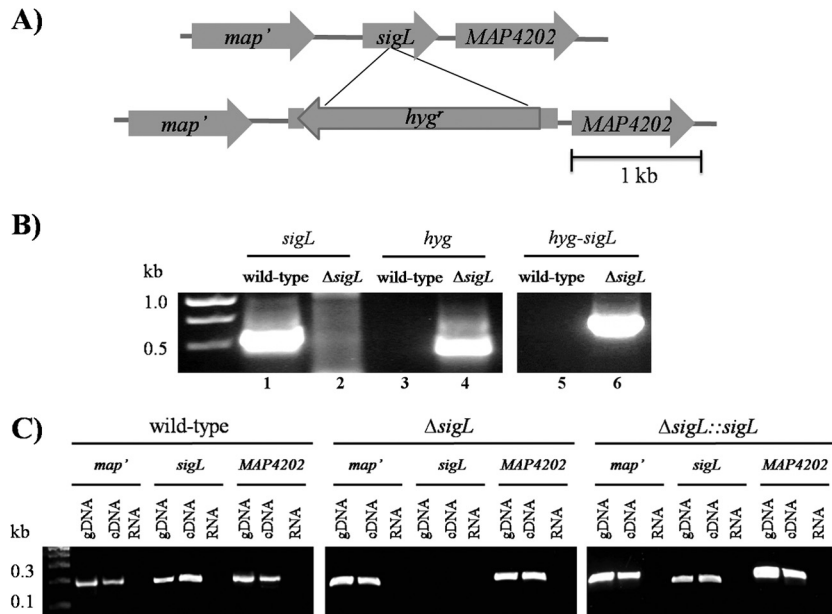 A)
map’ sigL MAP4202
map’ hygʳ MAP4202
1 kb
B)
sigL hyg hyg-sigL
kb wild-type ΔsigL wild-type ΔsigL wild-type ΔsigL
1.0
0.5
1 2 3 4 5 6
C)
wild-type ΔsigL ΔsigL::sigL
map’ sigL MAP4202 map’ sigL MAP4202 map’ sigL MAP4202
kb gDNA cDNA RNA gDNA cDNA RNA gDNA cDNA RNA gDNA cDNA RNA gDNA cDNA RNA gDNA cDNA RNA gDNA cDNA RNA gDNA cDNA RNA gDNA cDNA RNA
0.3
0.1